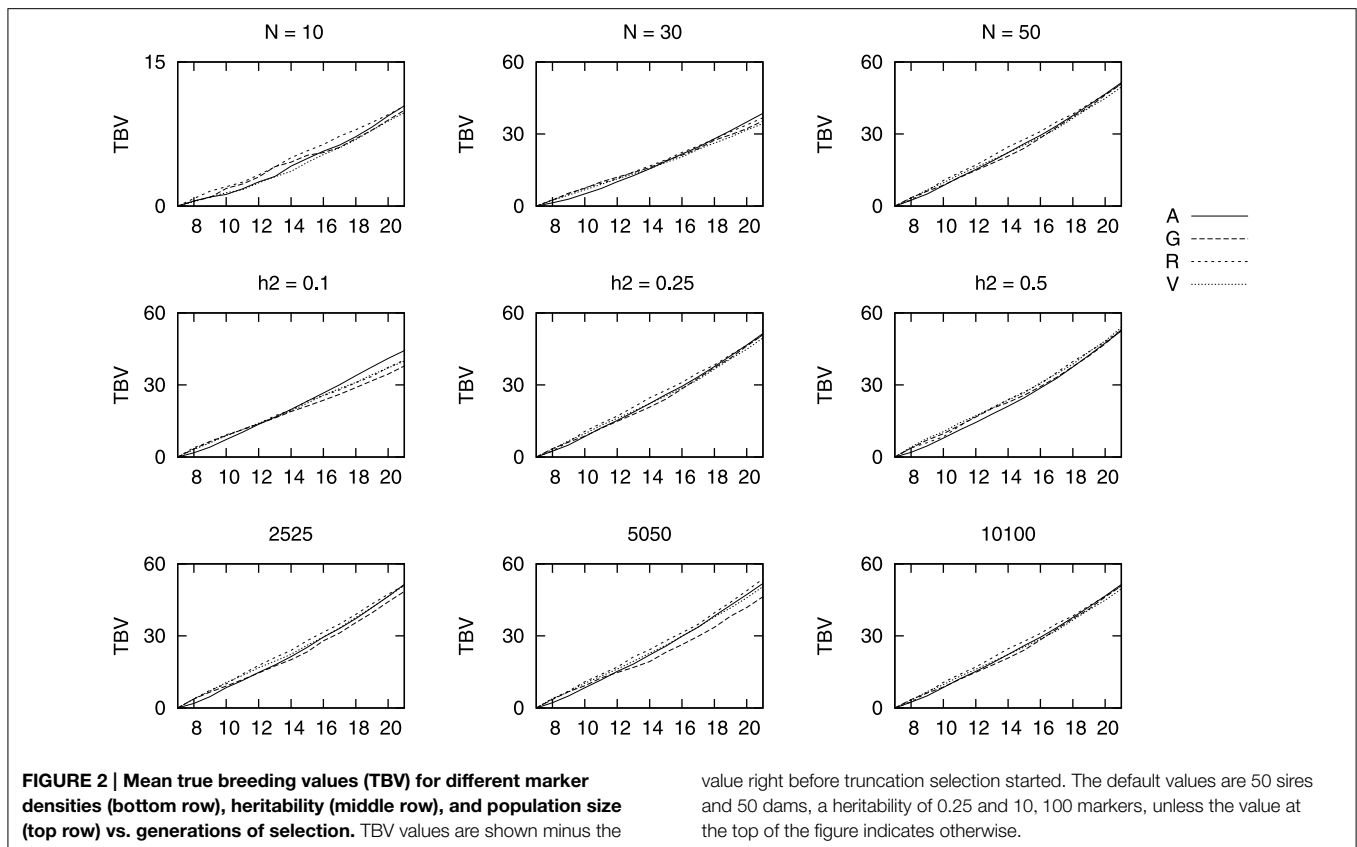 N = 10
N = 30
N = 50
15
0
TBV
8 10 12 14 16 18 20
60
30
0
TBV
8 10 12 14 16 18 20
60
30
0
TBV
8 10 12 14 16 18 20
A
G
R
V
h2 = 0.1
h2 = 0.25
h2 = 0.5
60
30
0
TBV
8 10 12 14 16 18 20
60
30
0
TBV
8 10 12 14 16 18 20
60
30
0
TBV
8 10 12 14 16 18 20
2525
5050
10100
60
30
0
TBV
8 10 12 14 16 18 20
60
30
0
TBV
8 10 12 14 16 18 20
60
30
0
TBV
8 10 12 14 16 18 20
FIGURE 2 | Mean true breeding values (TBV) for different marker
densities (bottom row), heritability (middle row), and population size
(top row) vs. generations of selection. TBV values are shown minus the
value right before truncation selection started. The default values are 50 sires
and 50 dams, a heritability of 0.25 and 10, 100 markers, unless the value at
the top of the figure indicates otherwise.